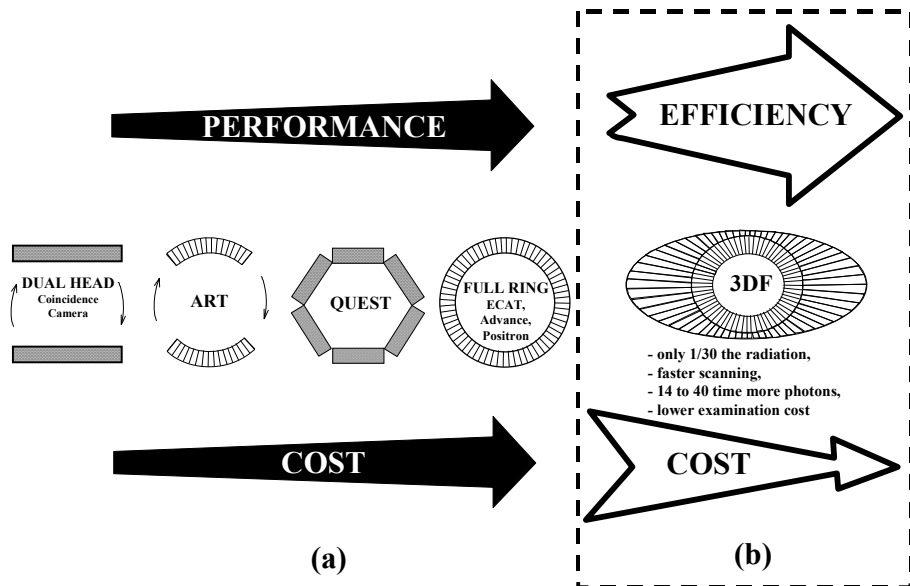 PERFORMANCE
EFFICIENCY
DUAL HEAD
Coincidence
Camera
ART
QUEST
FULL RING
ECAT,
Advance,
Positron
3DF
- only 1/30 the radiation,
- faster scanning,
- 14 to 40 time more photons,
- lower examination cost
COST
COST
(a)
(b)